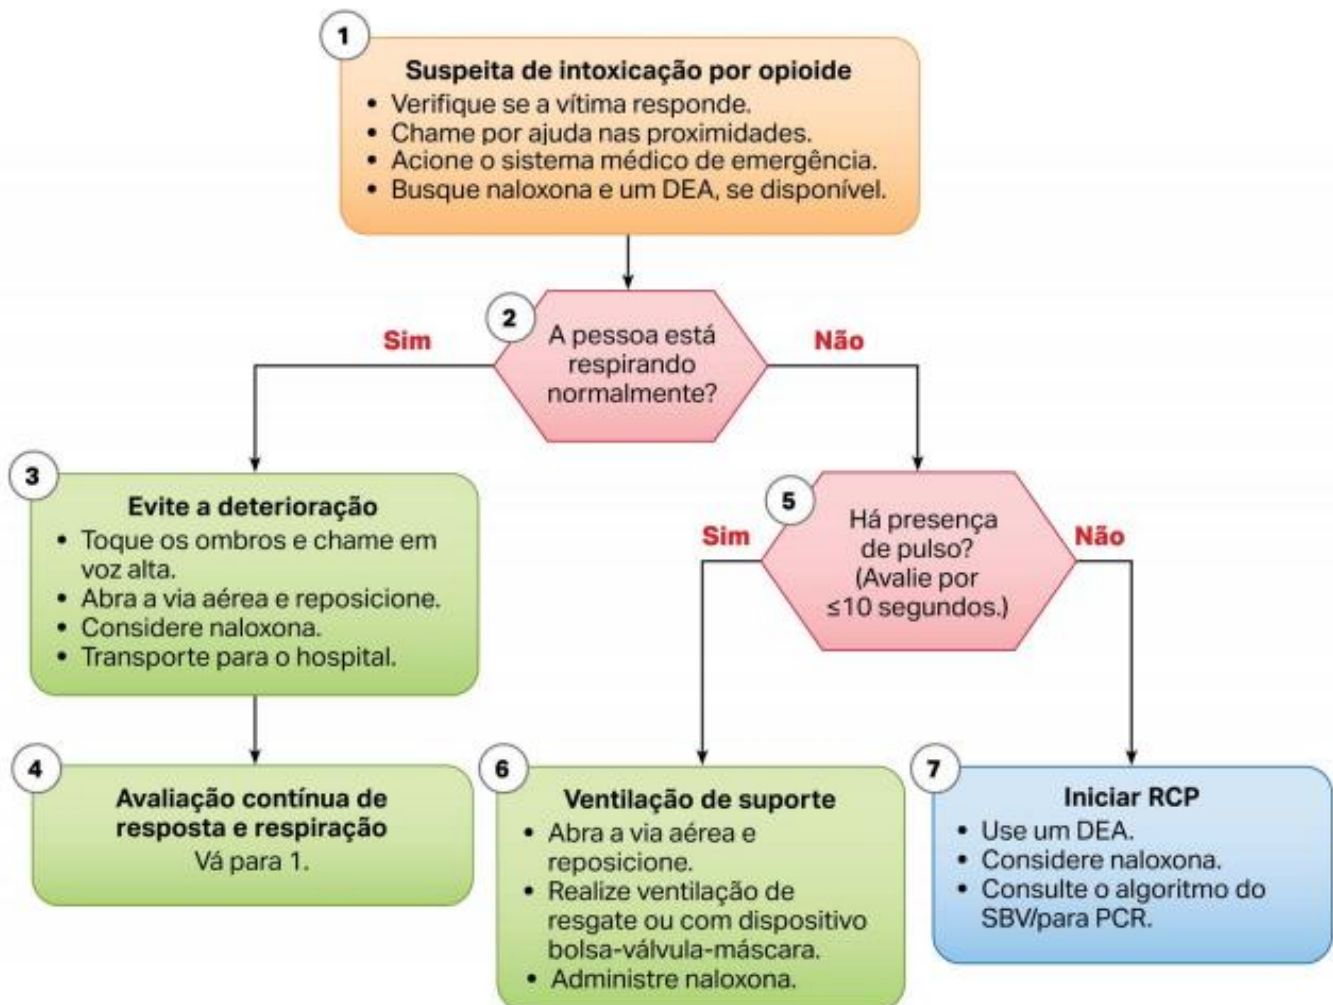 1
Suspeita de intoxicação por opioide
• Verifique se a vítima responde.
• Chame por ajuda nas proximidades.
• Acione o sistema médico de emergência.
• Busque naloxona e um DEA, se disponível.
2
A pessoa está
respirando
normalmente?
Sim
Não
3
Evite a deterioração
• Toque os ombros e chame em
voz alta.
• Abra a via aérea e reposicione.
• Considere naloxona.
• Transporte para o hospital.
4
Avaliação contínua de
resposta e respiração
Vá para 1.
5
Há presença
de pulso?
(Avalie por
≤10 segundos.)
Sim
Não
6
Ventilação de suporte
• Abra a via aérea e
reposicione.
• Realize ventilação de
resgate ou com dispositivo
bolsa-válvula-máscara.
• Administre naloxona.
7
Iniciar RCP
• Use um DEA.
• Considere naloxona.
• Consulte o algoritmo do
SBV/para PCR.